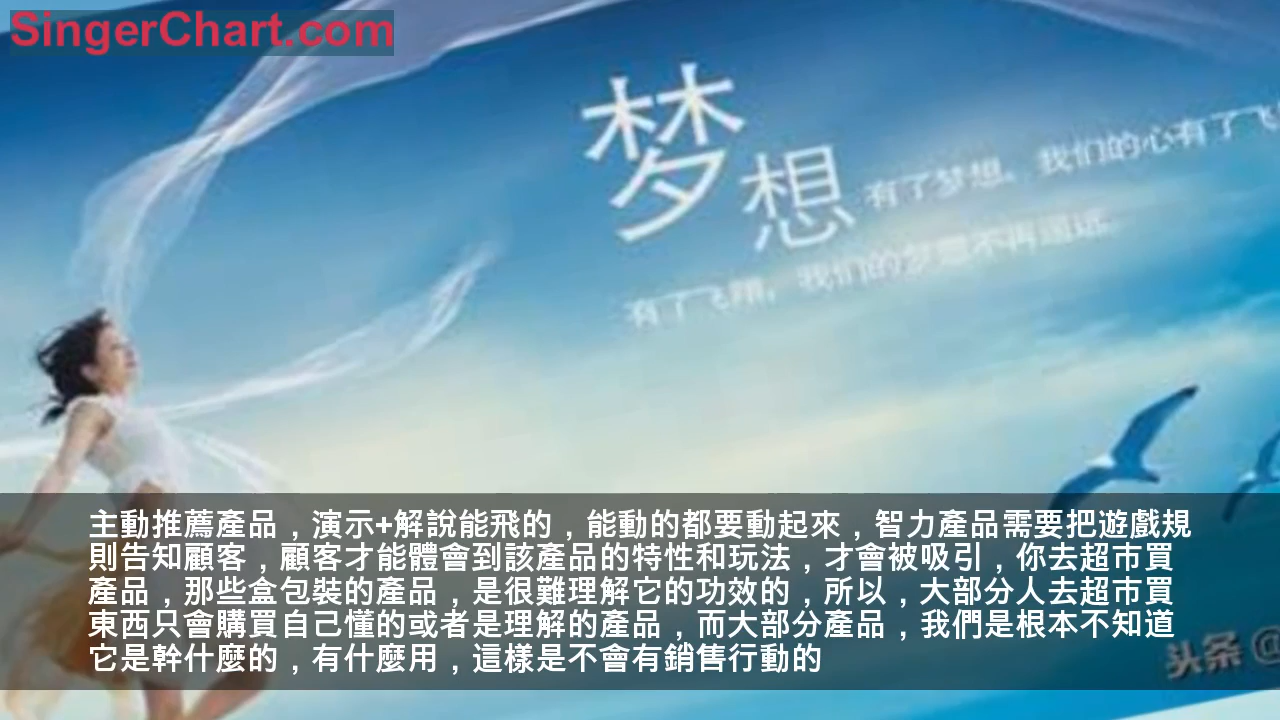 SingerChart.com
梦想
有了梦想，我们的心有了飞
有了飞翔，我们的梦想不再遥远
主動推薦產品，演示+解說能飛的，能動的都要動起來，智力產品需要把遊戲規
則告知顧客，顧客才能體會到該產品的特性和玩法，才會被吸引，你去超市買
產品，那些盒包裝的產品，是很難理解它的功效的，所以，大部分人去超市買
東西只會購買自己懂的或者是理解的產品，而大部分產品，我們是根本不知道
它是幹什麼的，有什麼用，這樣是不會有銷售行動的
头条 @